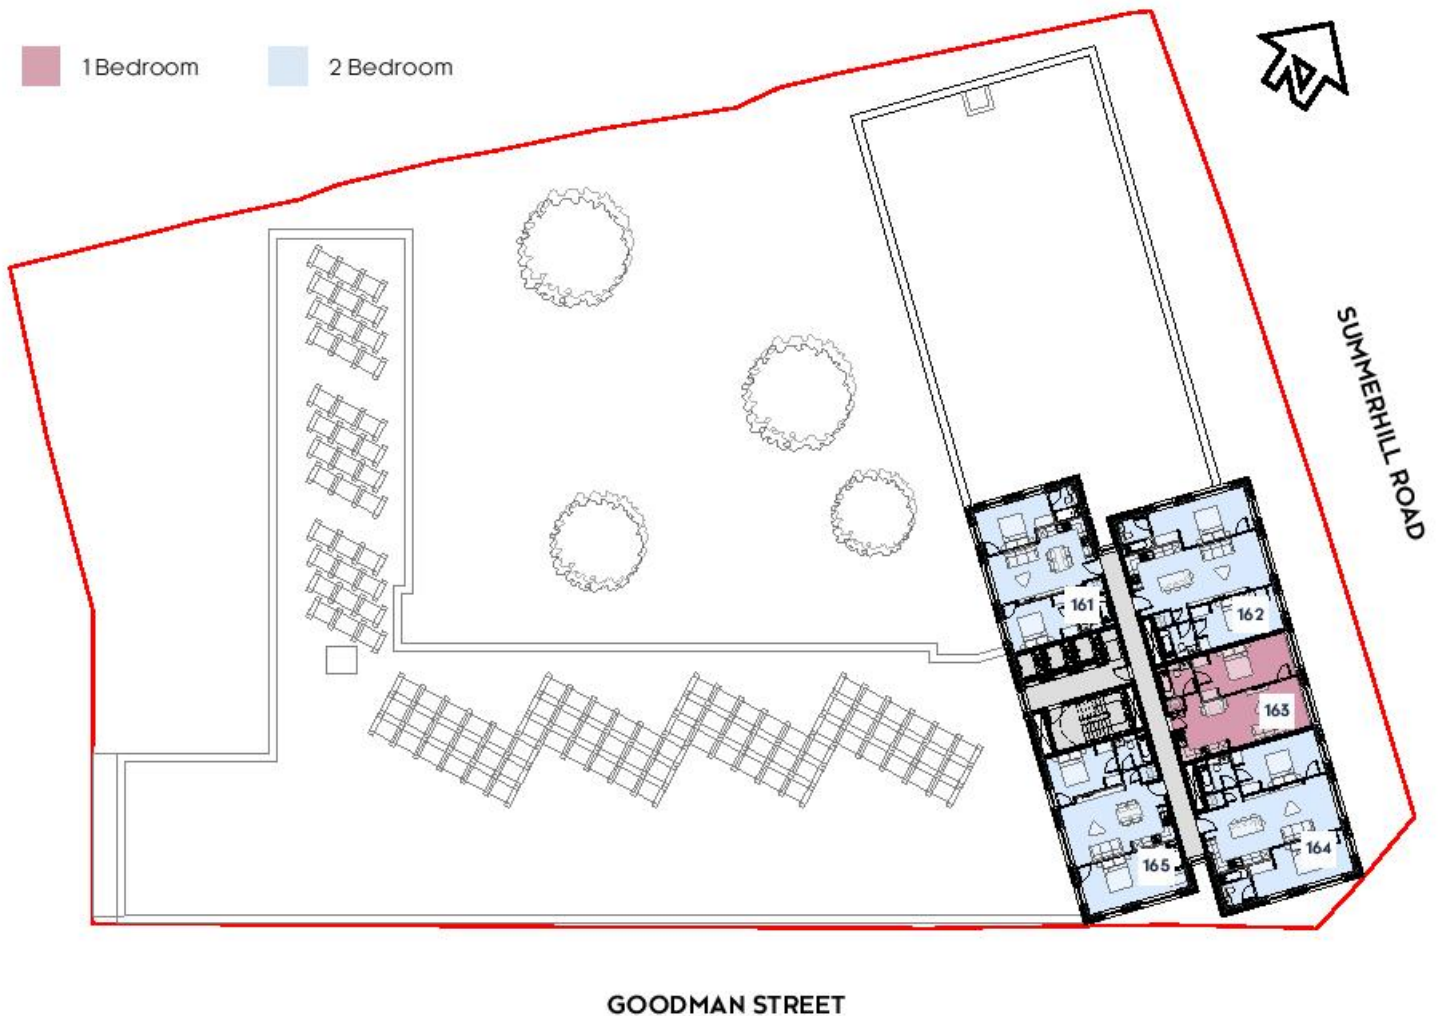 1 Bedroom
2 Bedroom
N
SUMMERHILL ROAD
161
162
163
164
165
GOODMAN STREET